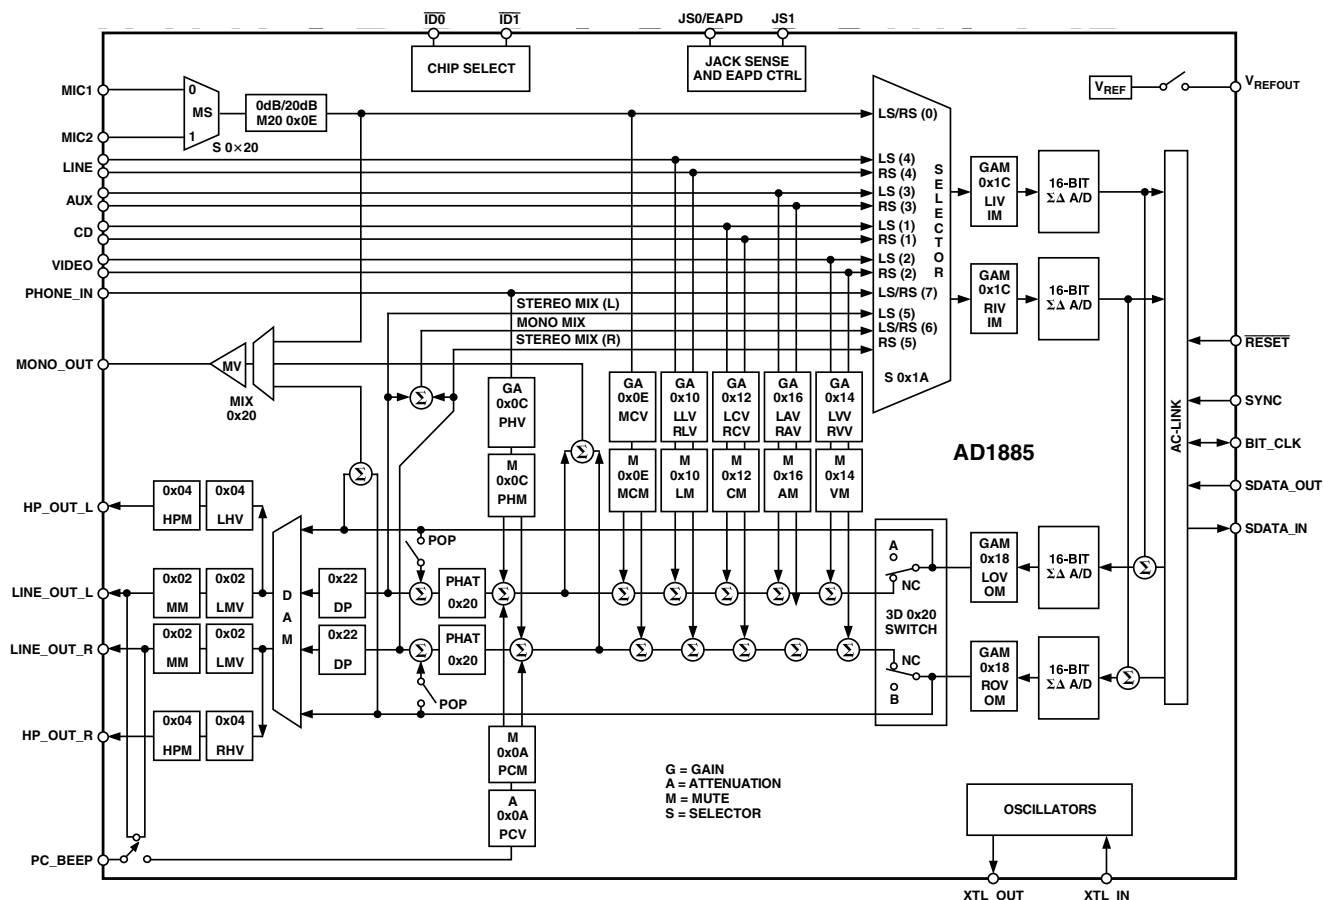 ID0 ID1 JS0/EAPD JS1
CHIP SELECT
JACK SENSE
AND EAPD CTRL
MIC1
MIC2
0
MS
1
S 0×20
0dB/20dB
M20 0x0E
LINE
AUX
CD
VIDEO
PHONE_IN
LS/RS (0)
LS (4)
RS (4)
LS (3)
RS (3)
LS (1)
RS (1)
LS (2)
RS (2)
LS/RS (7)
LS (5)
LS/RS (6)
RS (5)
SELECTOR
S 0x1A
STEREO MIX (L)
MONO MIX
STEREO MIX (R)
GAM
0x1C
LIV
IM
16-BIT
ΣΔ A/D
GAM
0x1C
RIV
IM
16-BIT
ΣΔ A/D
VREF
VREFOUT
AC-LINK
RESET
SYNC
BIT_CLK
SDATA_OUT
SDATA_IN
MONO_OUT
MV
MIX
0x20
Σ
Σ
Σ
GA
0x0C
PHV
M
0x0C
PHM
GA
0x0E
MCV
GA
0x10
LLV
RLV
GA
0x12
LCV
RCV
GA
0x16
LAV
RAV
GA
0x14
LVV
RVV
M
0x0E
MCM
M
0x10
LM
M
0x12
CM
M
0x16
AM
M
0x14
VM
AD1885
HP_OUT_L
0x04
HPM
0x04
LHV
LINE_OUT_L
0x02
MM
0x02
LMV
LINE_OUT_R
0x02
MM
0x02
LMV
HP_OUT_R
0x04
HPM
0x04
RHV
DAM
0x22
DP
0x22
DP
POP
Σ
PHAT
0x20
Σ Σ Σ Σ Σ Σ
Σ
PHAT
0x20
Σ Σ Σ Σ Σ Σ
POP
A
NC
3D 0x20
SWITCH
NC
B
GAM
0x18
LOV
OM
16-BIT
ΣΔ A/D
Σ
GAM
0x18
ROV
OM
16-BIT
ΣΔ A/D
Σ
M
0x0A
PCM
A
0x0A
PCV
PC_BEEP
G = GAIN
A = ATTENUATION
M = MUTE
S = SELECTOR
OSCILLATORS
XTL_OUT XTL_IN